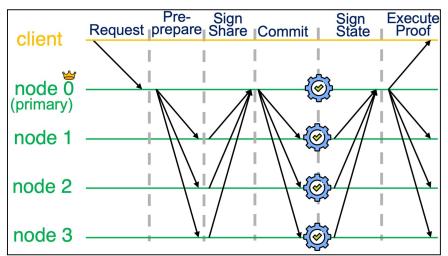 Request
Pre-
prepare
Sign
Share
Commit
Sign
State
Execute
Proof
client
node 0
(primary)
node 1
node 2
node 3